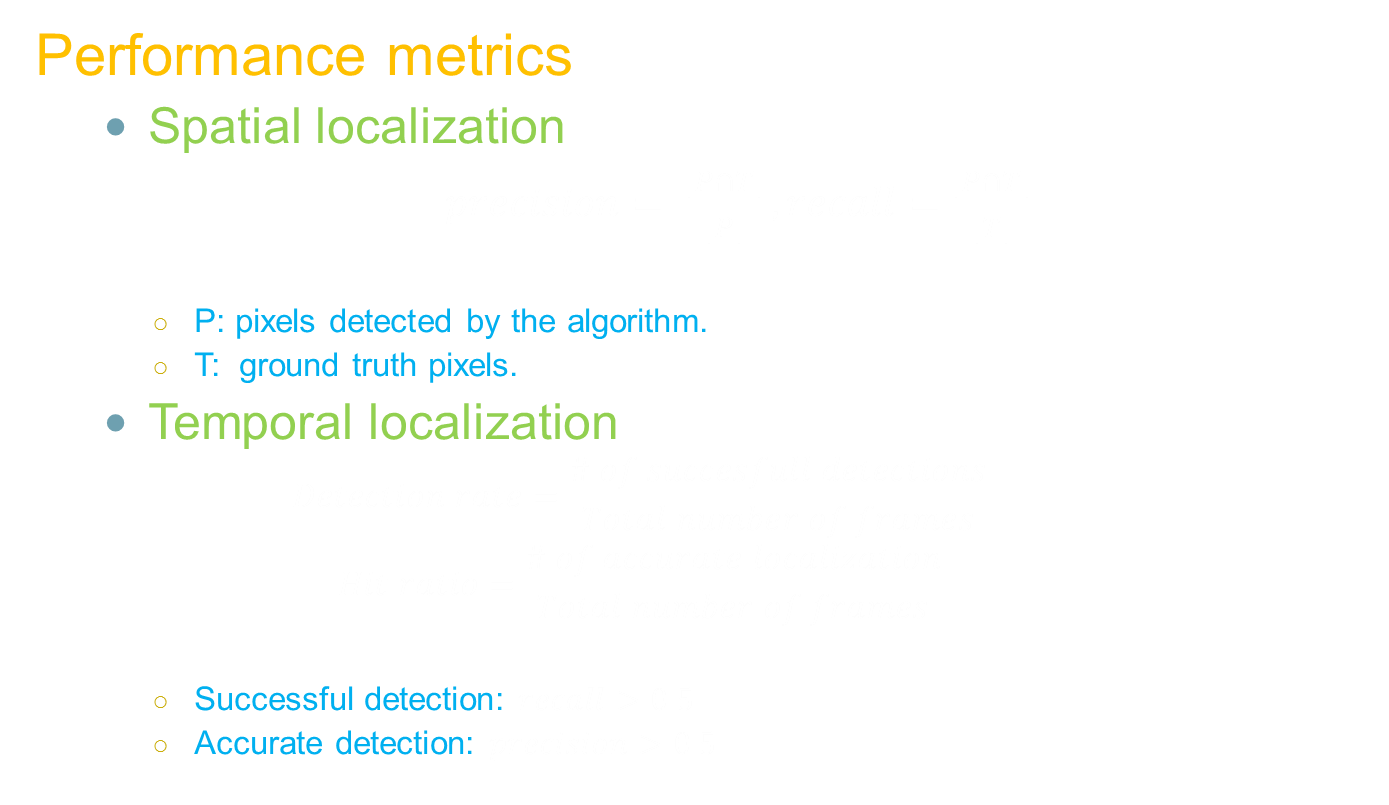 Performance metrics
• Spatial localization
○ P: pixels detected by the algorithm.
○ T: ground truth pixels.
• Temporal localization
○ Successful detection:
○ Accurate detection: